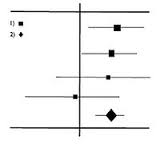 1) ■
2) ♦